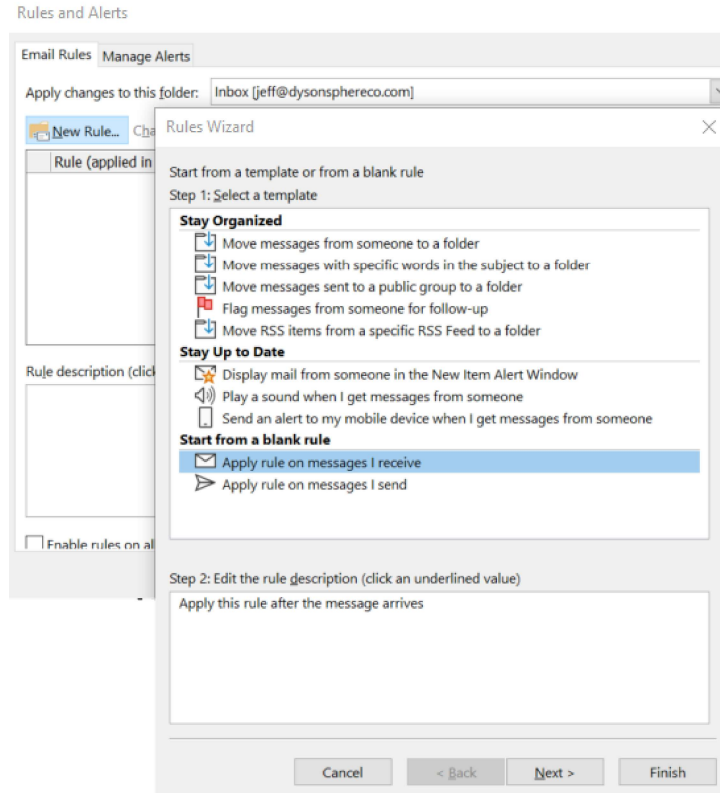 Rules and Alerts
Email Rules Manage Alerts
Apply changes to this folder: Inbox [jeff@dysonsphereco.com]
New Rule...
Rule (applied in
Rules Wizard
Start from a template or from a blank rule
Step 1: Select a template
Stay Organized
Move messages from someone to a folder
Move messages with specific words in the subject to a folder
Move messages sent to a public group to a folder
Flag messages from someone for follow-up
Move RSS items from a specific RSS Feed to a folder
Stay Up to Date
Display mail from someone in the New Item Alert Window
Play a sound when I get messages from someone
Send an alert to my mobile device when I get messages from someone
Start from a blank rule
Apply rule on messages I receive
Apply rule on messages I send
Rule description (click
Enable rules on all
Step 2: Edit the rule description (click an underlined value)
Apply this rule after the message arrives
Cancel < Back Next > Finish